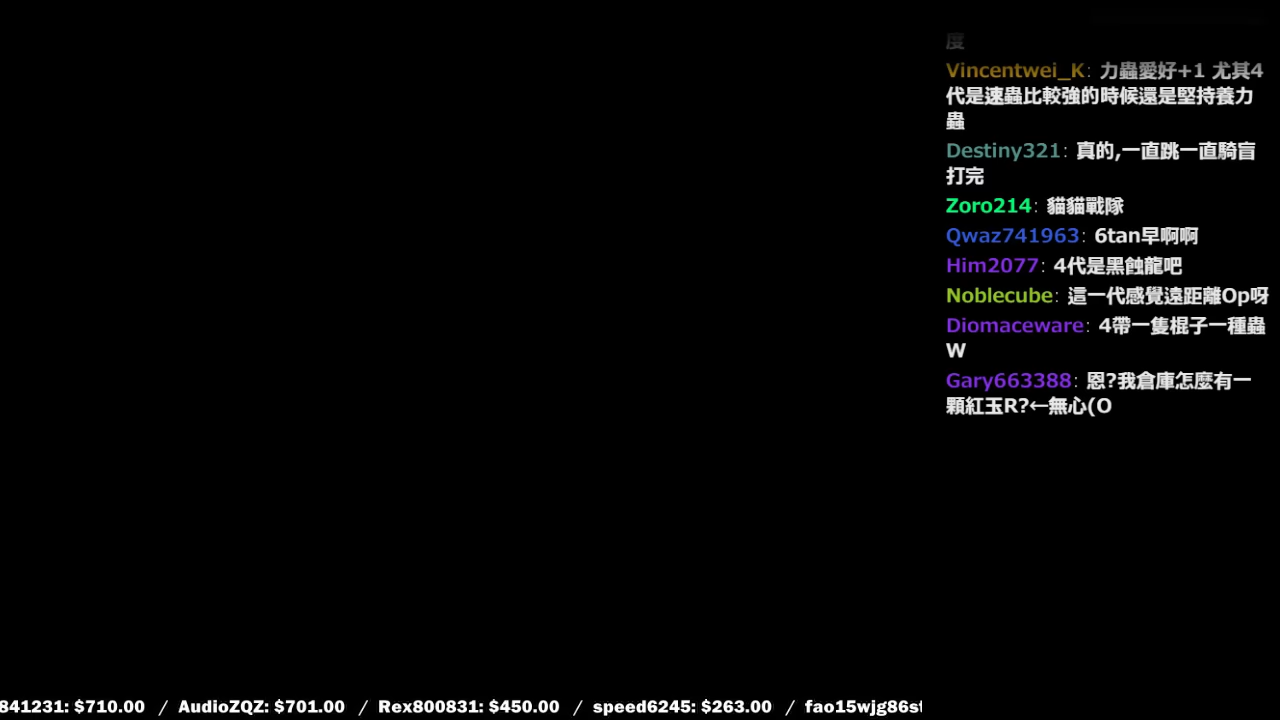 度
Vincentwei_K: 力蟲愛好+1 尤其4
代是速蟲比較強的時候還是堅持養力
蟲
Destiny321: 真的,一直跳一直騎盲
打完
Zoro214: 貓貓戰隊
Qwaz741963: 6tan早啊啊
Him2077: 4代是黑蝕龍吧
Noblecube: 這一代感覺遠距離Op呀
Diomaceware: 4帶一隻棍子一種蟲
W
Gary663388: 恩?我倉庫怎麼有一
顆紅玉R?←無心(O
841231: $710.00 / AudioZQZ: $701.00 / Rex800831: $450.00 / speed6245: $263.00 / fao15wjg86st